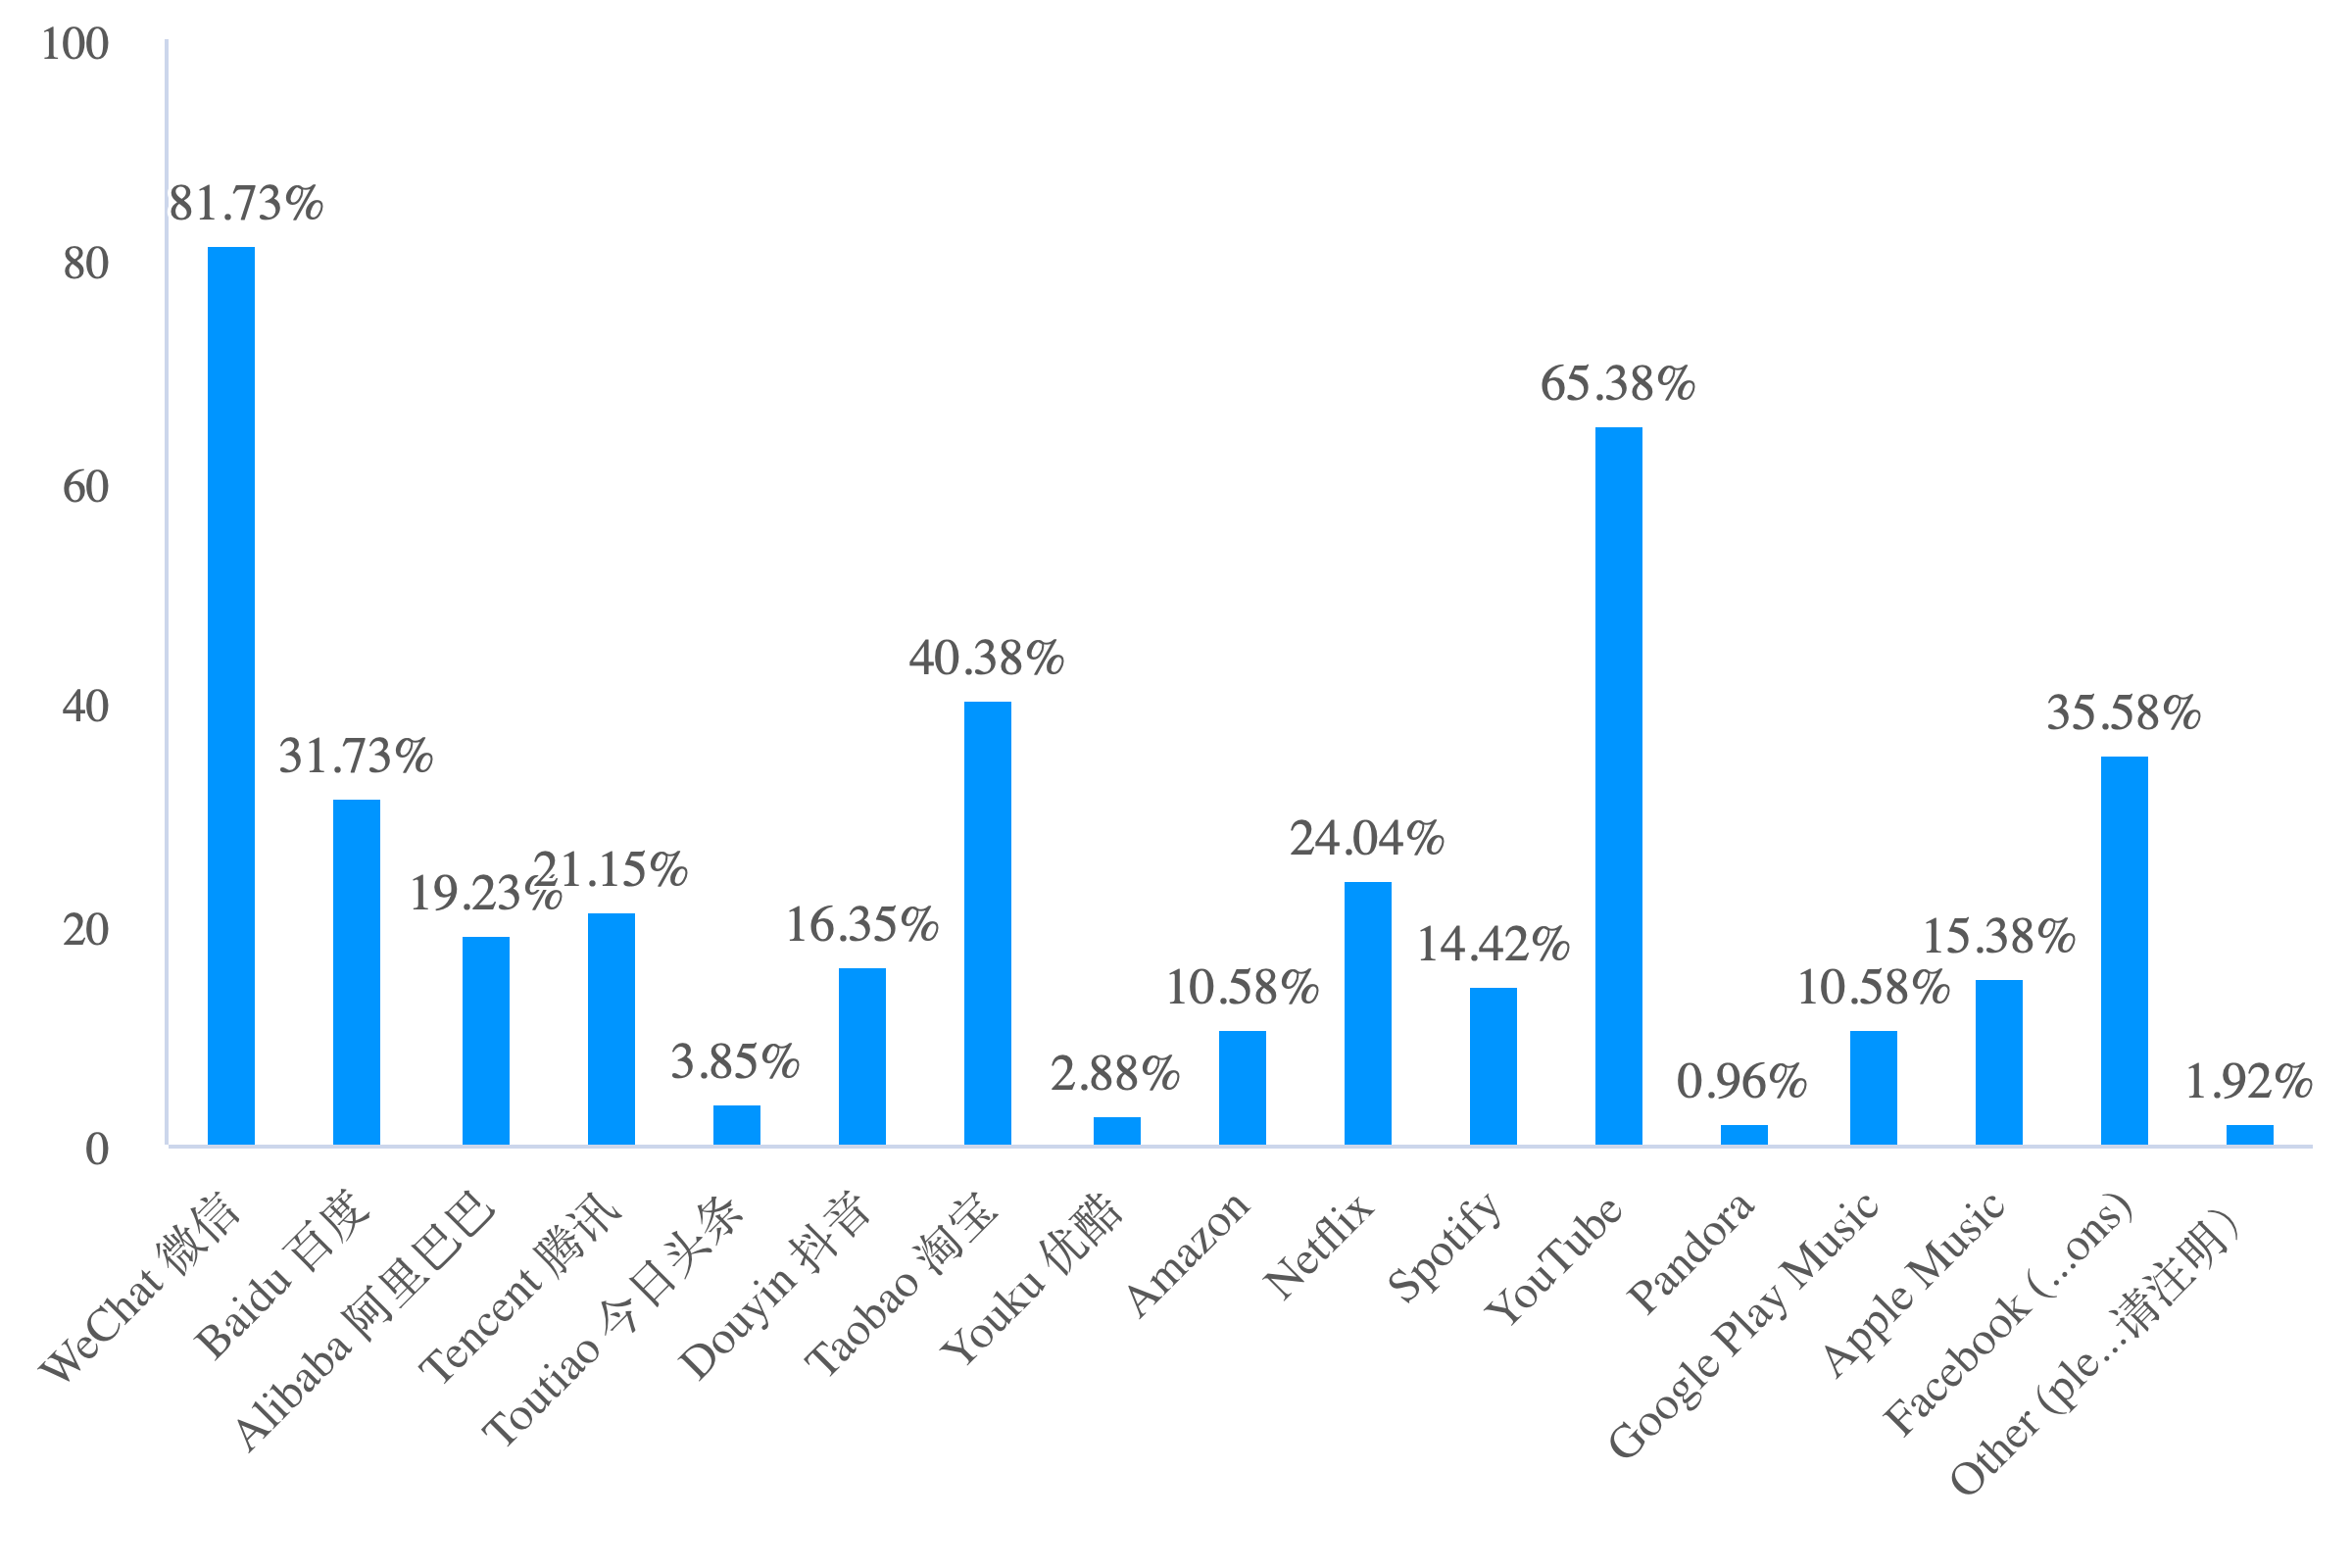 100
80
60
40
20
0
81.73%
31.73%
19.23%
21.15%
3.85%
16.35%
40.38%
2.88%
10.58%
24.04%
14.42%
65.38%
0.96%
10.58%
15.38%
35.58%
1.92%
WeChat 微信
Baidu 百度
Alibaba 阿里巴巴
Tencent 腾讯
Toutiao 今日头条
Douyin 抖音
Taobao 淘宝
Youku 优酷
Amazon
Netflix
Spotify
YouTube
Pandora
Google Play Music
Apple Music
Facebook (…ons)
Other (ple…请注明)